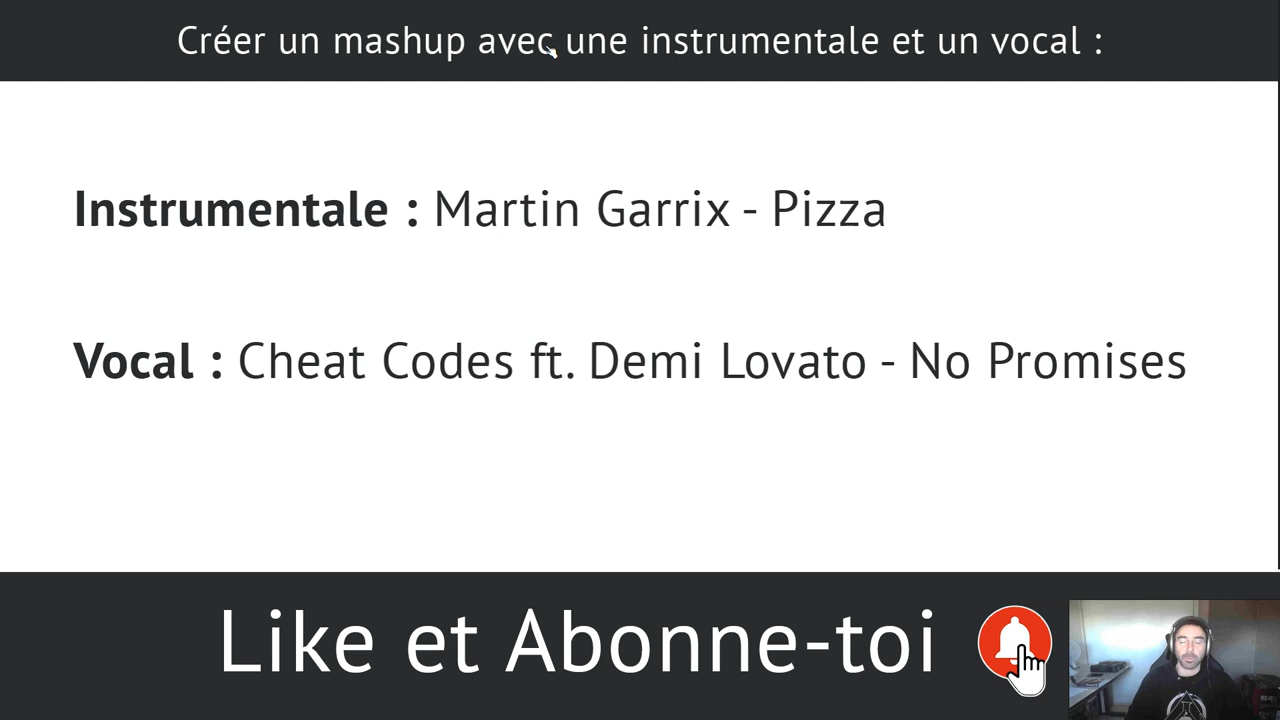 Créer un mashup avec une instrumentale et un vocal :
Instrumentale : Martin Garrix - Pizza
Vocal : Cheat Codes ft. Demi Lovato - No Promises
Like et Abonne-toi